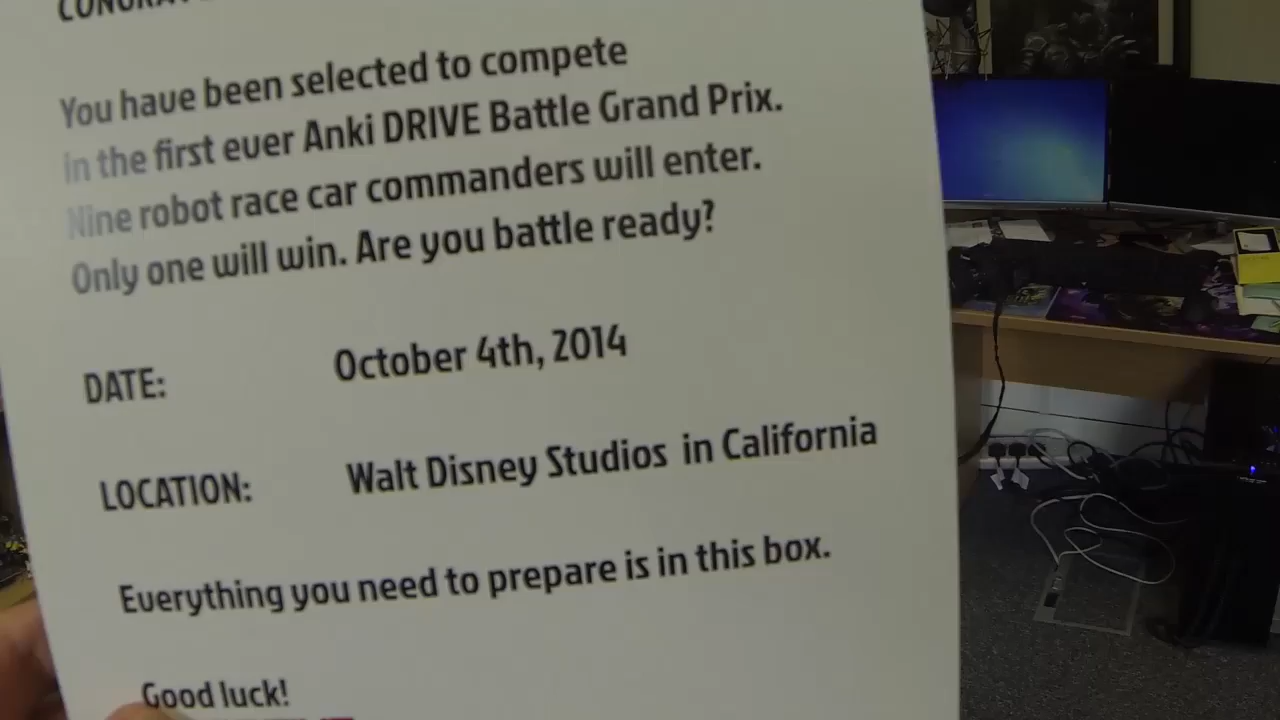 You have been selected to compete
in the first ever Anki DRIVE Battle Grand Prix.
Nine robot race car commanders will enter.
Only one will win. Are you battle ready?
DATE: October 4th, 2014
LOCATION: Walt Disney Studios in California
Everything you need to prepare is in this box.
Good luck!